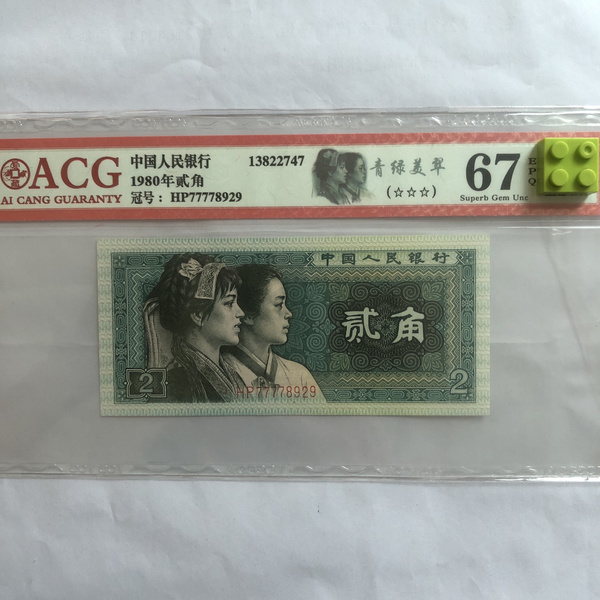 ACG
AI CANG GUARANTY
中国人民银行
1980年贰角
冠号：HP77778929
13822747
青绿美翠
(☆☆☆)
67
Superb Gem Unc
E
P
Q
中国人民银行
贰角
2
HP77778929
2